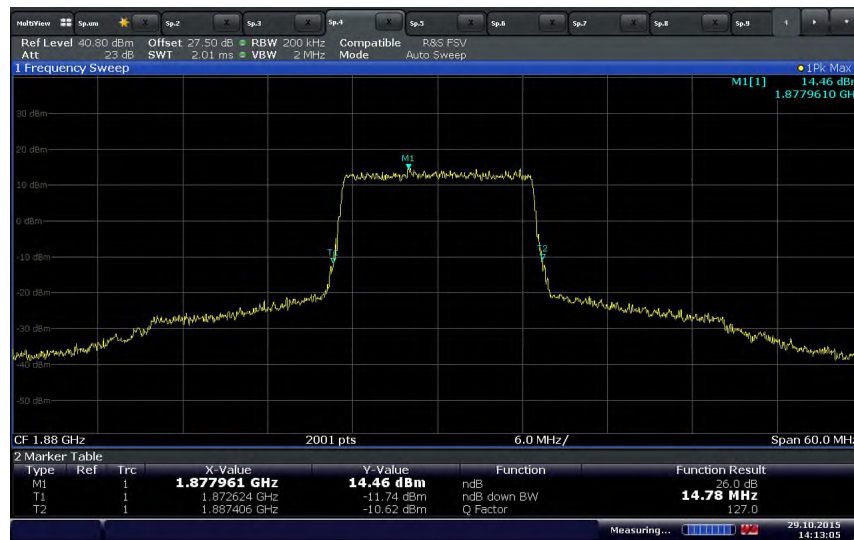 MultiView Sp.um X Sp.2 X Sp.3 X Sp.4 X Sp.5 X Sp.6 X Sp.7 X Sp.8 X Sp.9
Ref Level 40.80 dBm Offset 27.50 dB RBW 200 kHz Compatible R&S FSV
Att 23 dB SWT 2.01 ms VBW 2 MHz Mode Auto Sweep
1 Frequency Sweep 1Pk Max
M1[1] 14.46 dBm
1.8779610 GH
30 dBm
20 dBm
M1
10 dBm
0 dBm
T1 T2
-10 dBm
-20 dBm
-30 dBm
-40 dBm
-50 dBm
CF 1.88 GHz 2001 pts 6.0 MHz/ Span 60.0 MHz
2 Marker Table
Type Ref Trc X-Value Y-Value Function Function Result
M1 1 1.877961 GHz 14.46 dBm ndB 26.0 dB
T1 1 1.872624 GHz -11.74 dBm ndB down BW 14.78 MHz
T2 1 1.887406 GHz -10.62 dBm Q Factor 127.0
Measuring... 29.10.2015
14:13:05